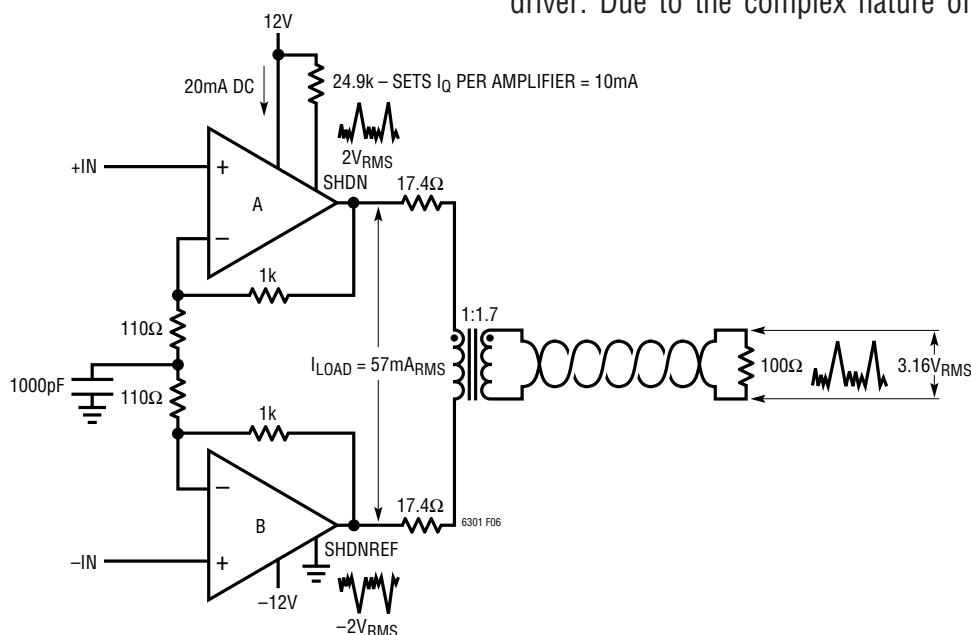 driver. Due to the complex nature of
12V
20mA DC
24.9k – SETS IQ PER AMPLIFIER = 10mA
2VRMS
+IN
+
SHDN
17.4Ω
A
–
1k
110Ω
1:1.7
1000pF
ILOAD = 57mARMS
100Ω
3.16VRMS
110Ω
1k
–
17.4Ω
B
6301 F06
–IN
+
SHDNREF
–12V
–2VRMS